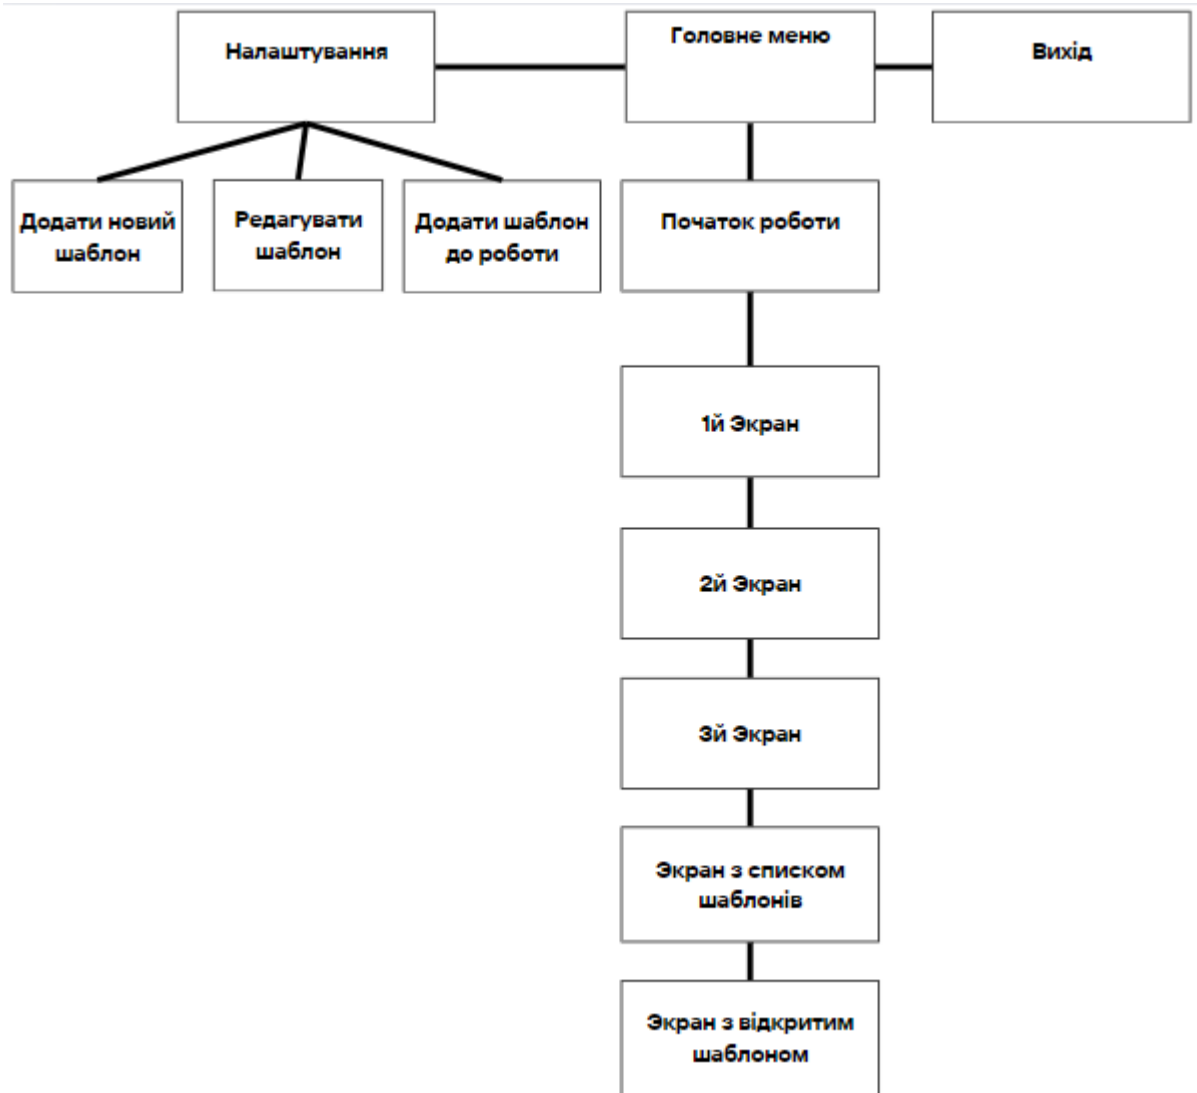 Налаштування
Головне меню
Вихід
Додати новий
шаблон
Редагувати
шаблон
Додати шаблон
до роботи
Початок роботи
1й Экран
2й Экран
3й Экран
Экран з списком
шаблонів
Экран з відкритим
шаблоном